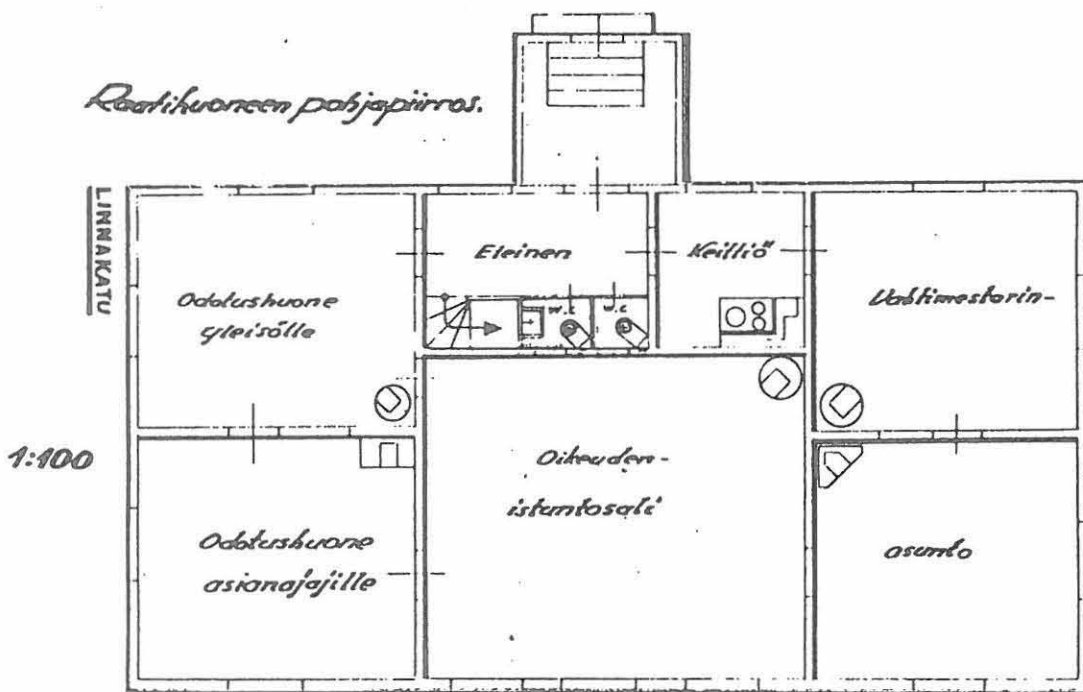 Raatihuoneen pohjapiirros.
LINNAKATU
Eteinen
Keittiö
Odotushuone
yleisölle
W.C
W.C
Vahtimestarin-
1:100
Oikeuden-
istuntosali
Odotushuone
asianajajille
asunto